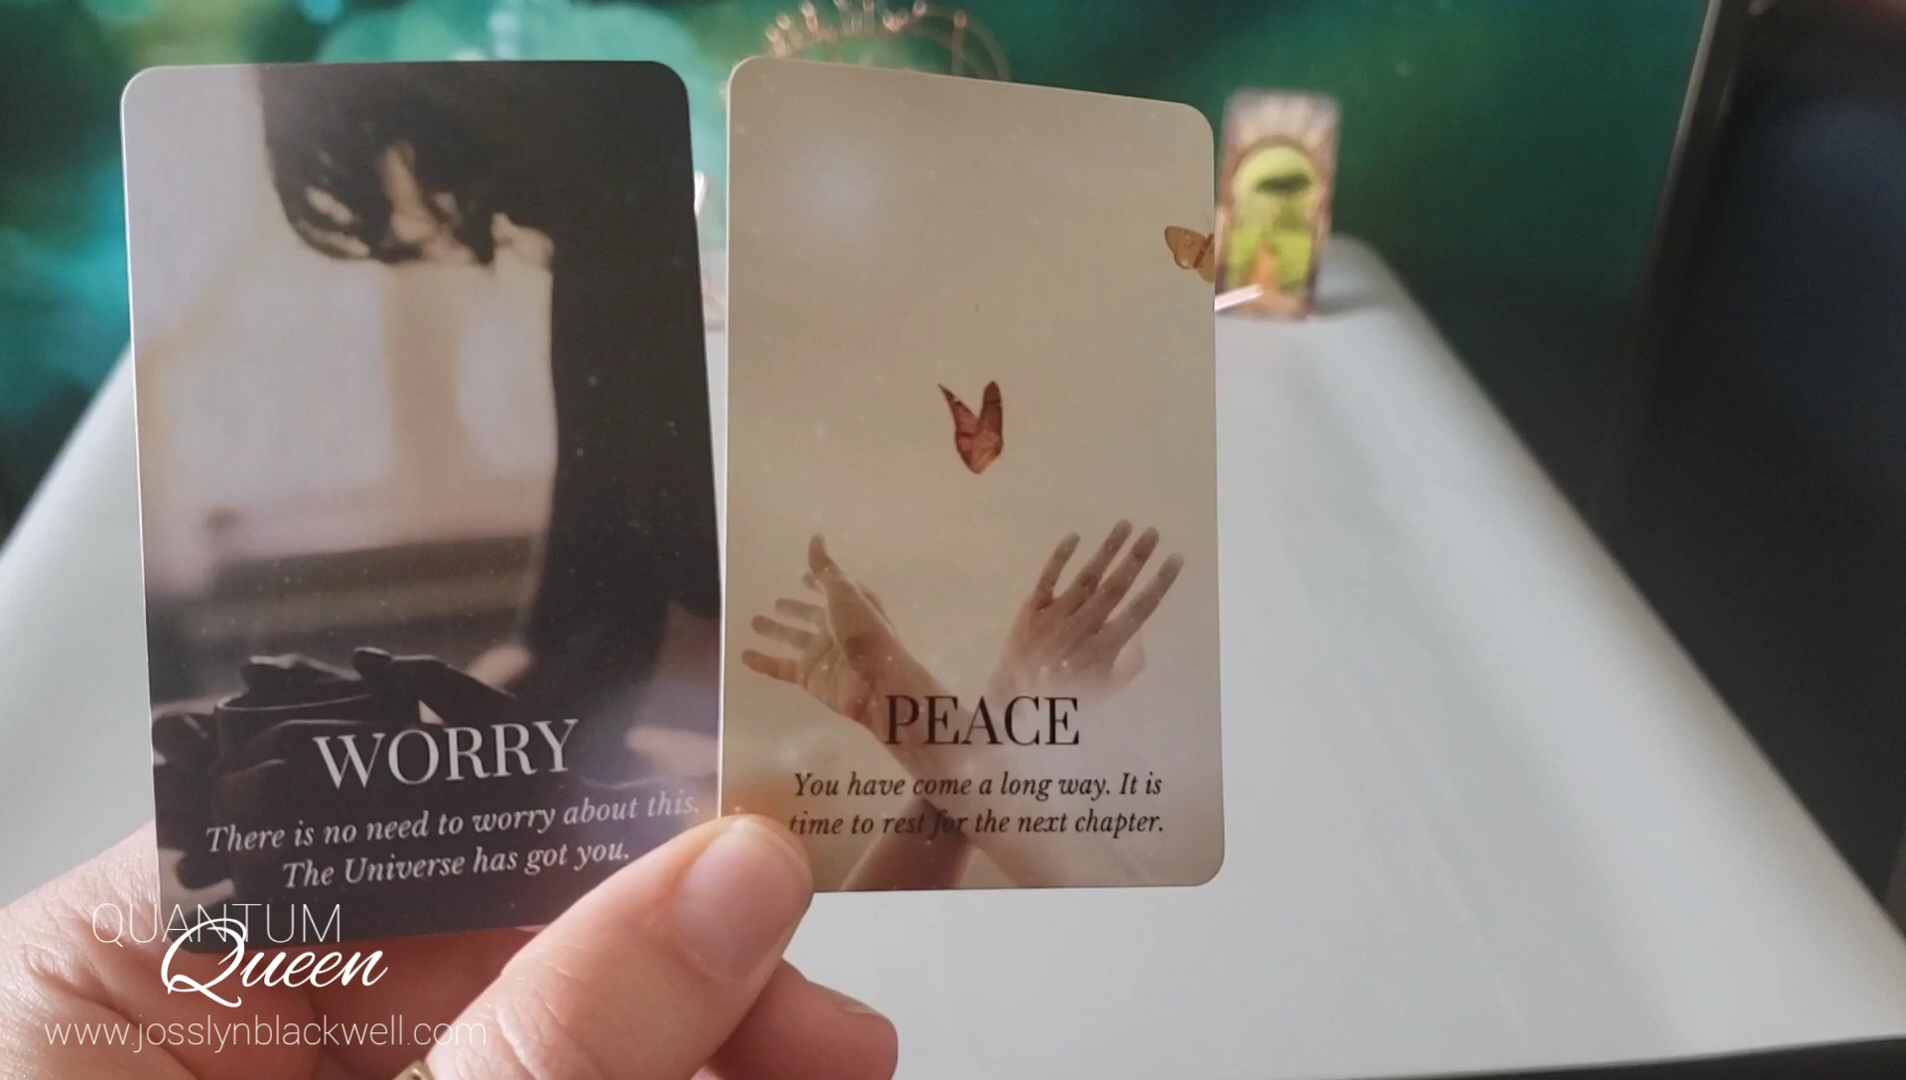 WORRY
There is no need to worry about this.
The Universe has got you.
PEACE
You have come a long way. It is
time to rest for the next chapter.
QUANTUM
Queen
www.josslynblackwell.com